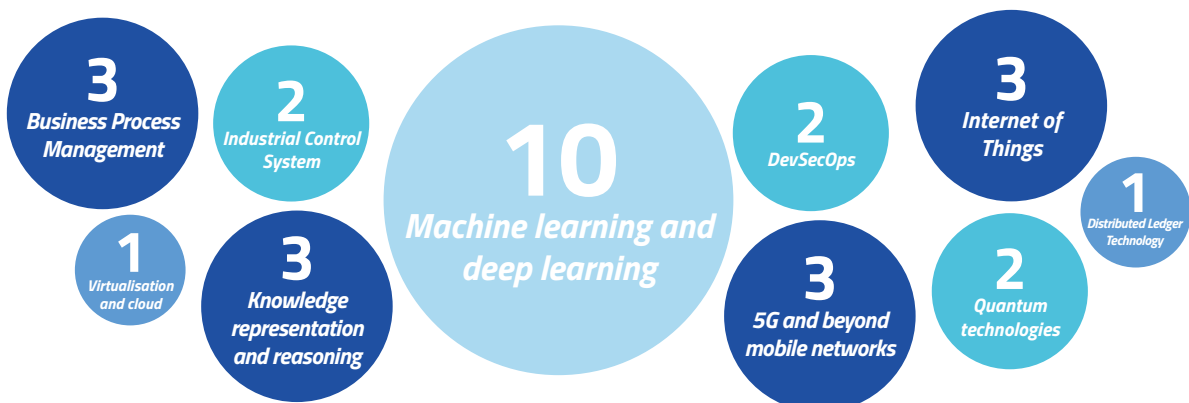 3
Business Process
Management
2
Industrial Control
System
10
Machine learning and
deep learning
2
DevSecOps
3
Internet of
Things
1
Virtualisation
and cloud
3
Knowledge
representation
and reasoning
3
5G and beyond
mobile networks
2
Quantum
technologies
1
Distributed Ledger
Technology